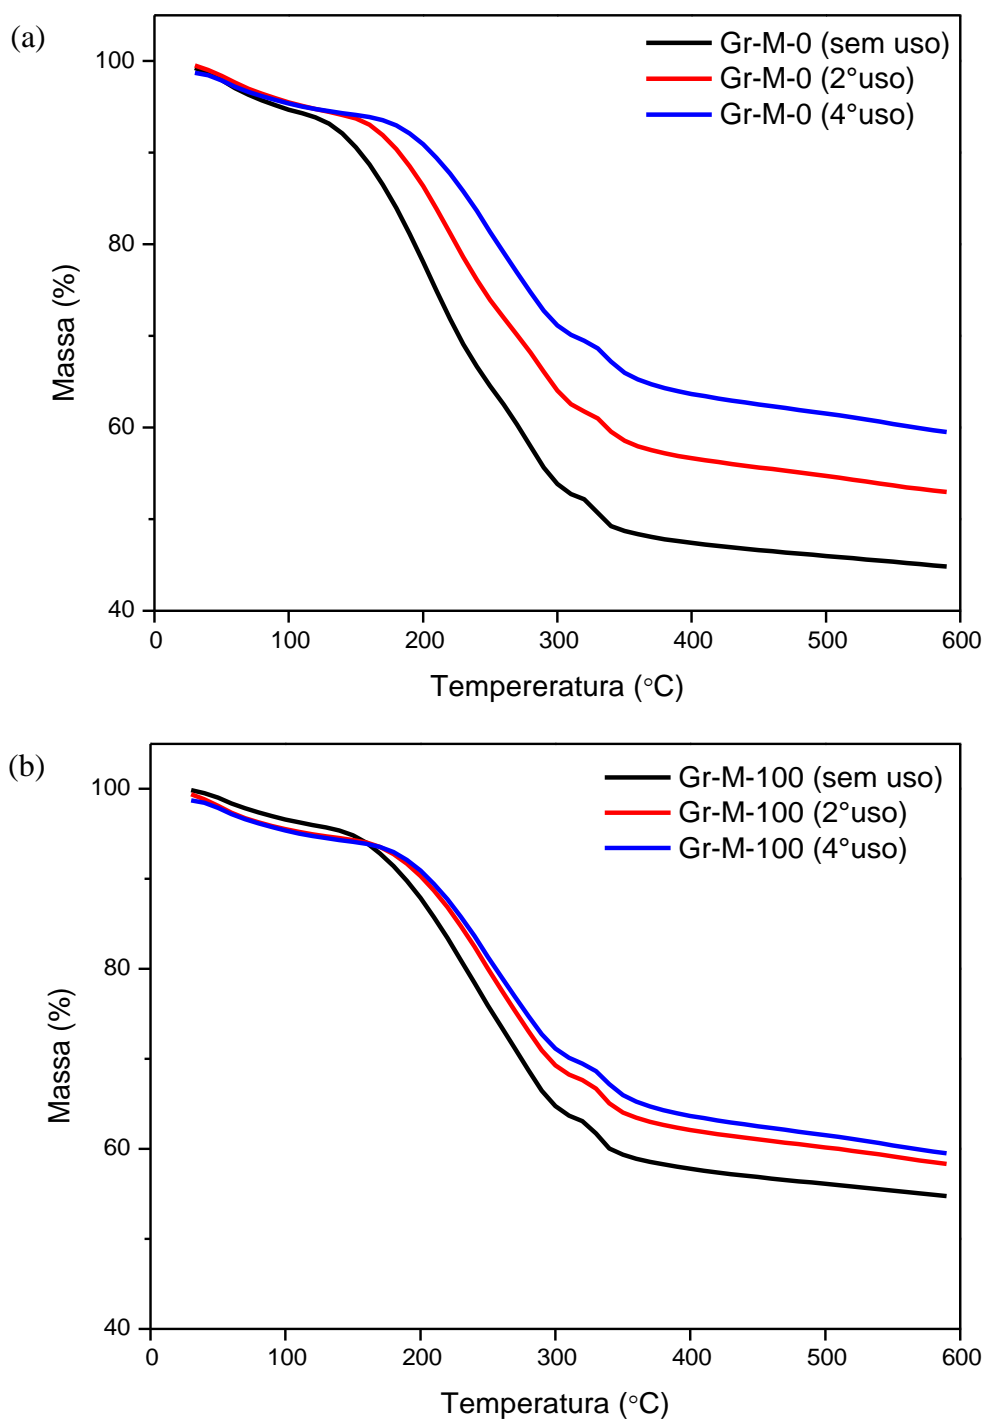 (a)
Gr-M-0 (sem uso)
Gr-M-0 (2°uso)
Gr-M-0 (4°uso)
100
80
60
40
Massa (%)
0 100 200 300 400 500 600
Tempereratura (°C)
(b)
Gr-M-100 (sem uso)
Gr-M-100 (2°uso)
Gr-M-100 (4°uso)
100
80
60
40
Massa (%)
0 100 200 300 400 500 600
Temperatura (°C)